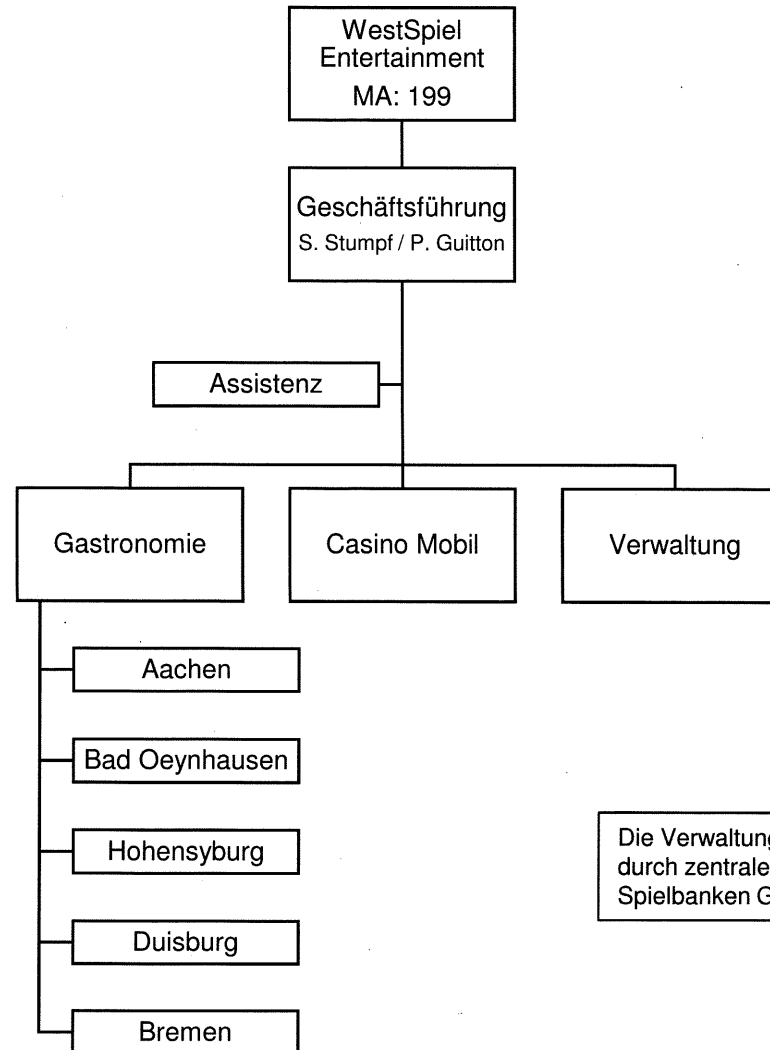 WestSpiel
Entertainment
MA: 199
Geschäftsführung
S. Stumpf / P. Guitton
Assistenz
Gastronomie
Casino Mobil
Verwaltung
Aachen
Bad Oeynhausen
Hohensyburg
Duisburg
Bremen
Die Verwaltung
durch zentrale
Spielbanken G